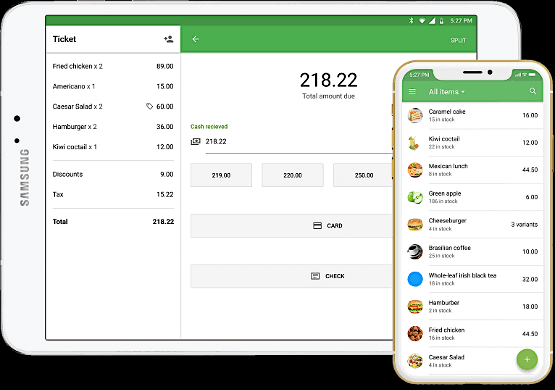 5:27 PM
Ticket
SPLIT
Fried chicken x 2 89.00
Americano x 1 15.00
Caesar Salad x 2 60.00
Hamburger x 2 36.00
Kiwi coctail x 1 12.00
Discounts 9.00
Tax 15.22
Total 218.22
218.22
Total amount due
Cash recieved
218.22
219.00
220.00
250.00
CARD
CHECK
SAMSUNG
5:27 PM
All items
Caramel cake 16.00
15 in stock
Kiwi coctail 12.00
22 in stock
Mexican lunch 44.50
8 in stock
Green apple 6.00
186 in stock
Cheeseburger 3 variants
4 in stock
Brasilian coffee 10.00
25 in stock
Whole-leaf irish black tea 32.00
18 in stock
Hamburber 18.00
2 in stock
Fried chicken 44.50
16 in stock
Caesar Salad
4 in stock